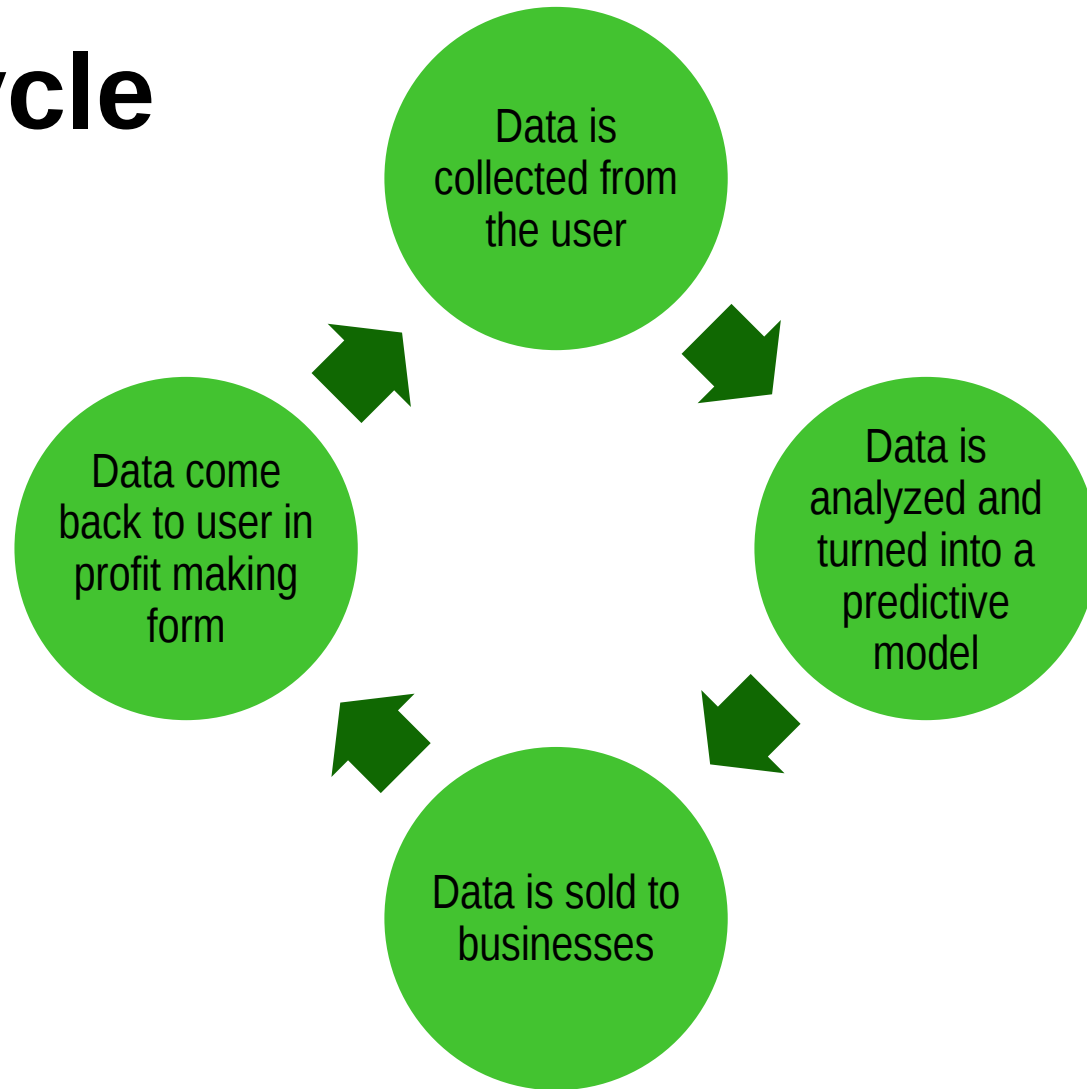 ycle
Data is
collected from
the user
Data is
analyzed and
turned into a
predictive
model
Data is sold to
businesses
Data come
back to user in
profit making
form